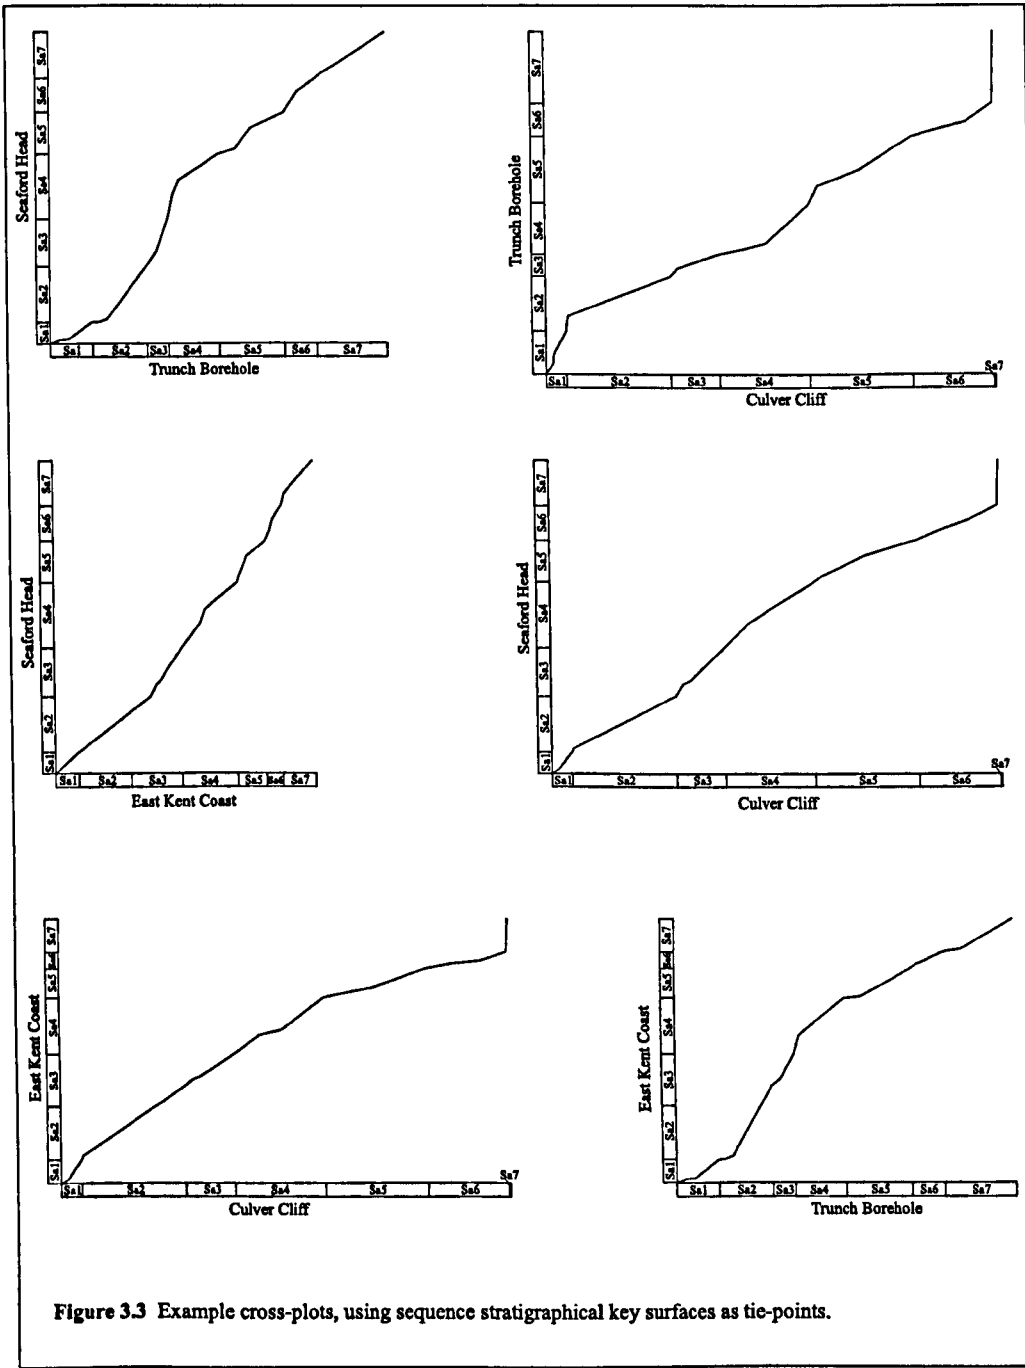 Seaford Head
Sa7
Sa6
Sa5
Sa4
Sa3
Sa2
Sa1
Sa1 Sa2 Sa3 Sa4 Sa5 Sa6 Sa7
Trunch Borehole
Trunch Borehole
Sa7
Sa6
Sa5
Sa4
Sa3
Sa2
Sa1
Sa7
Sa1 Sa2 Sa3 Sa4 Sa5 Sa6
Culver Cliff
Seaford Head
Sa7
Sa6
Sa5
Sa4
Sa3
Sa2
Sa1
Sa1 Sa2 Sa3 Sa4 Sa5 Sa6 Sa7
East Kent Coast
Seaford Head
Sa7
Sa6
Sa5
Sa4
Sa3
Sa2
Sa1
Sa7
Sa1 Sa2 Sa3 Sa4 Sa5 Sa6
Culver Cliff
East Kent Coast
Sa7
Sa6
Sa5
Sa4
Sa3
Sa2
Sa1
Sa7
Sa1 Sa2 Sa3 Sa4 Sa5 Sa6
Culver Cliff
East Kent Coast
Sa7
Sa6
Sa5
Sa4
Sa3
Sa2
Sa1
Sa1 Sa2 Sa3 Sa4 Sa5 Sa6 Sa7
Trunch Borehole
Figure 3.3 Example cross-plots, using sequence stratigraphical key surfaces as tie-points.